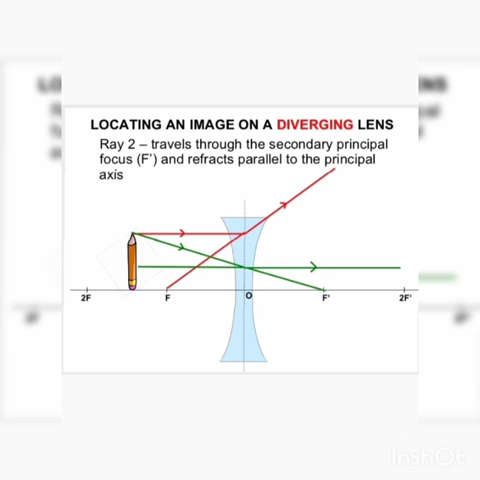 LOCATING AN IMAGE ON A DIVERGING LENS
Ray 2 – travels through the secondary principal
focus (F') and refracts parallel to the principal
axis
2F F O F' 2F'
InShOt